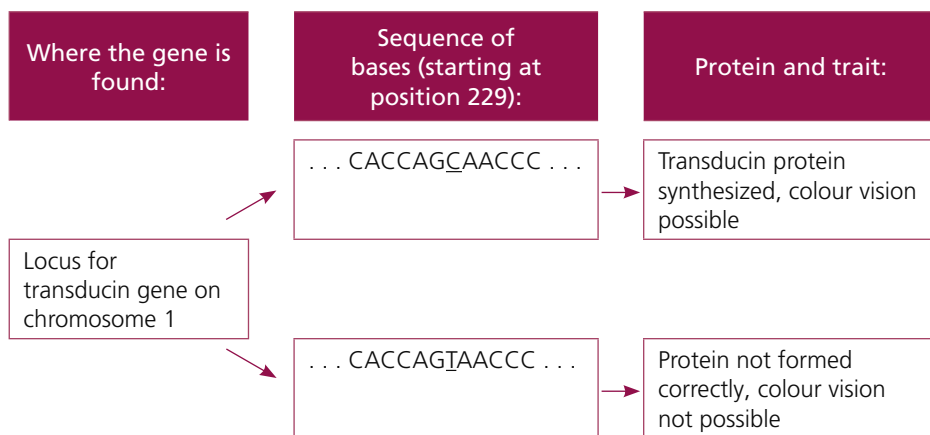 Where the gene is
found:
Sequence of
bases (starting at
position 229):
Protein and trait:
. . . CACCAGCAACCC . . .
Transducin protein
synthesized, colour vision
possible
Locus for
transducin gene on
chromosome 1
. . . CACCAGTAACCC . . .
Protein not formed
correctly, colour vision
not possible